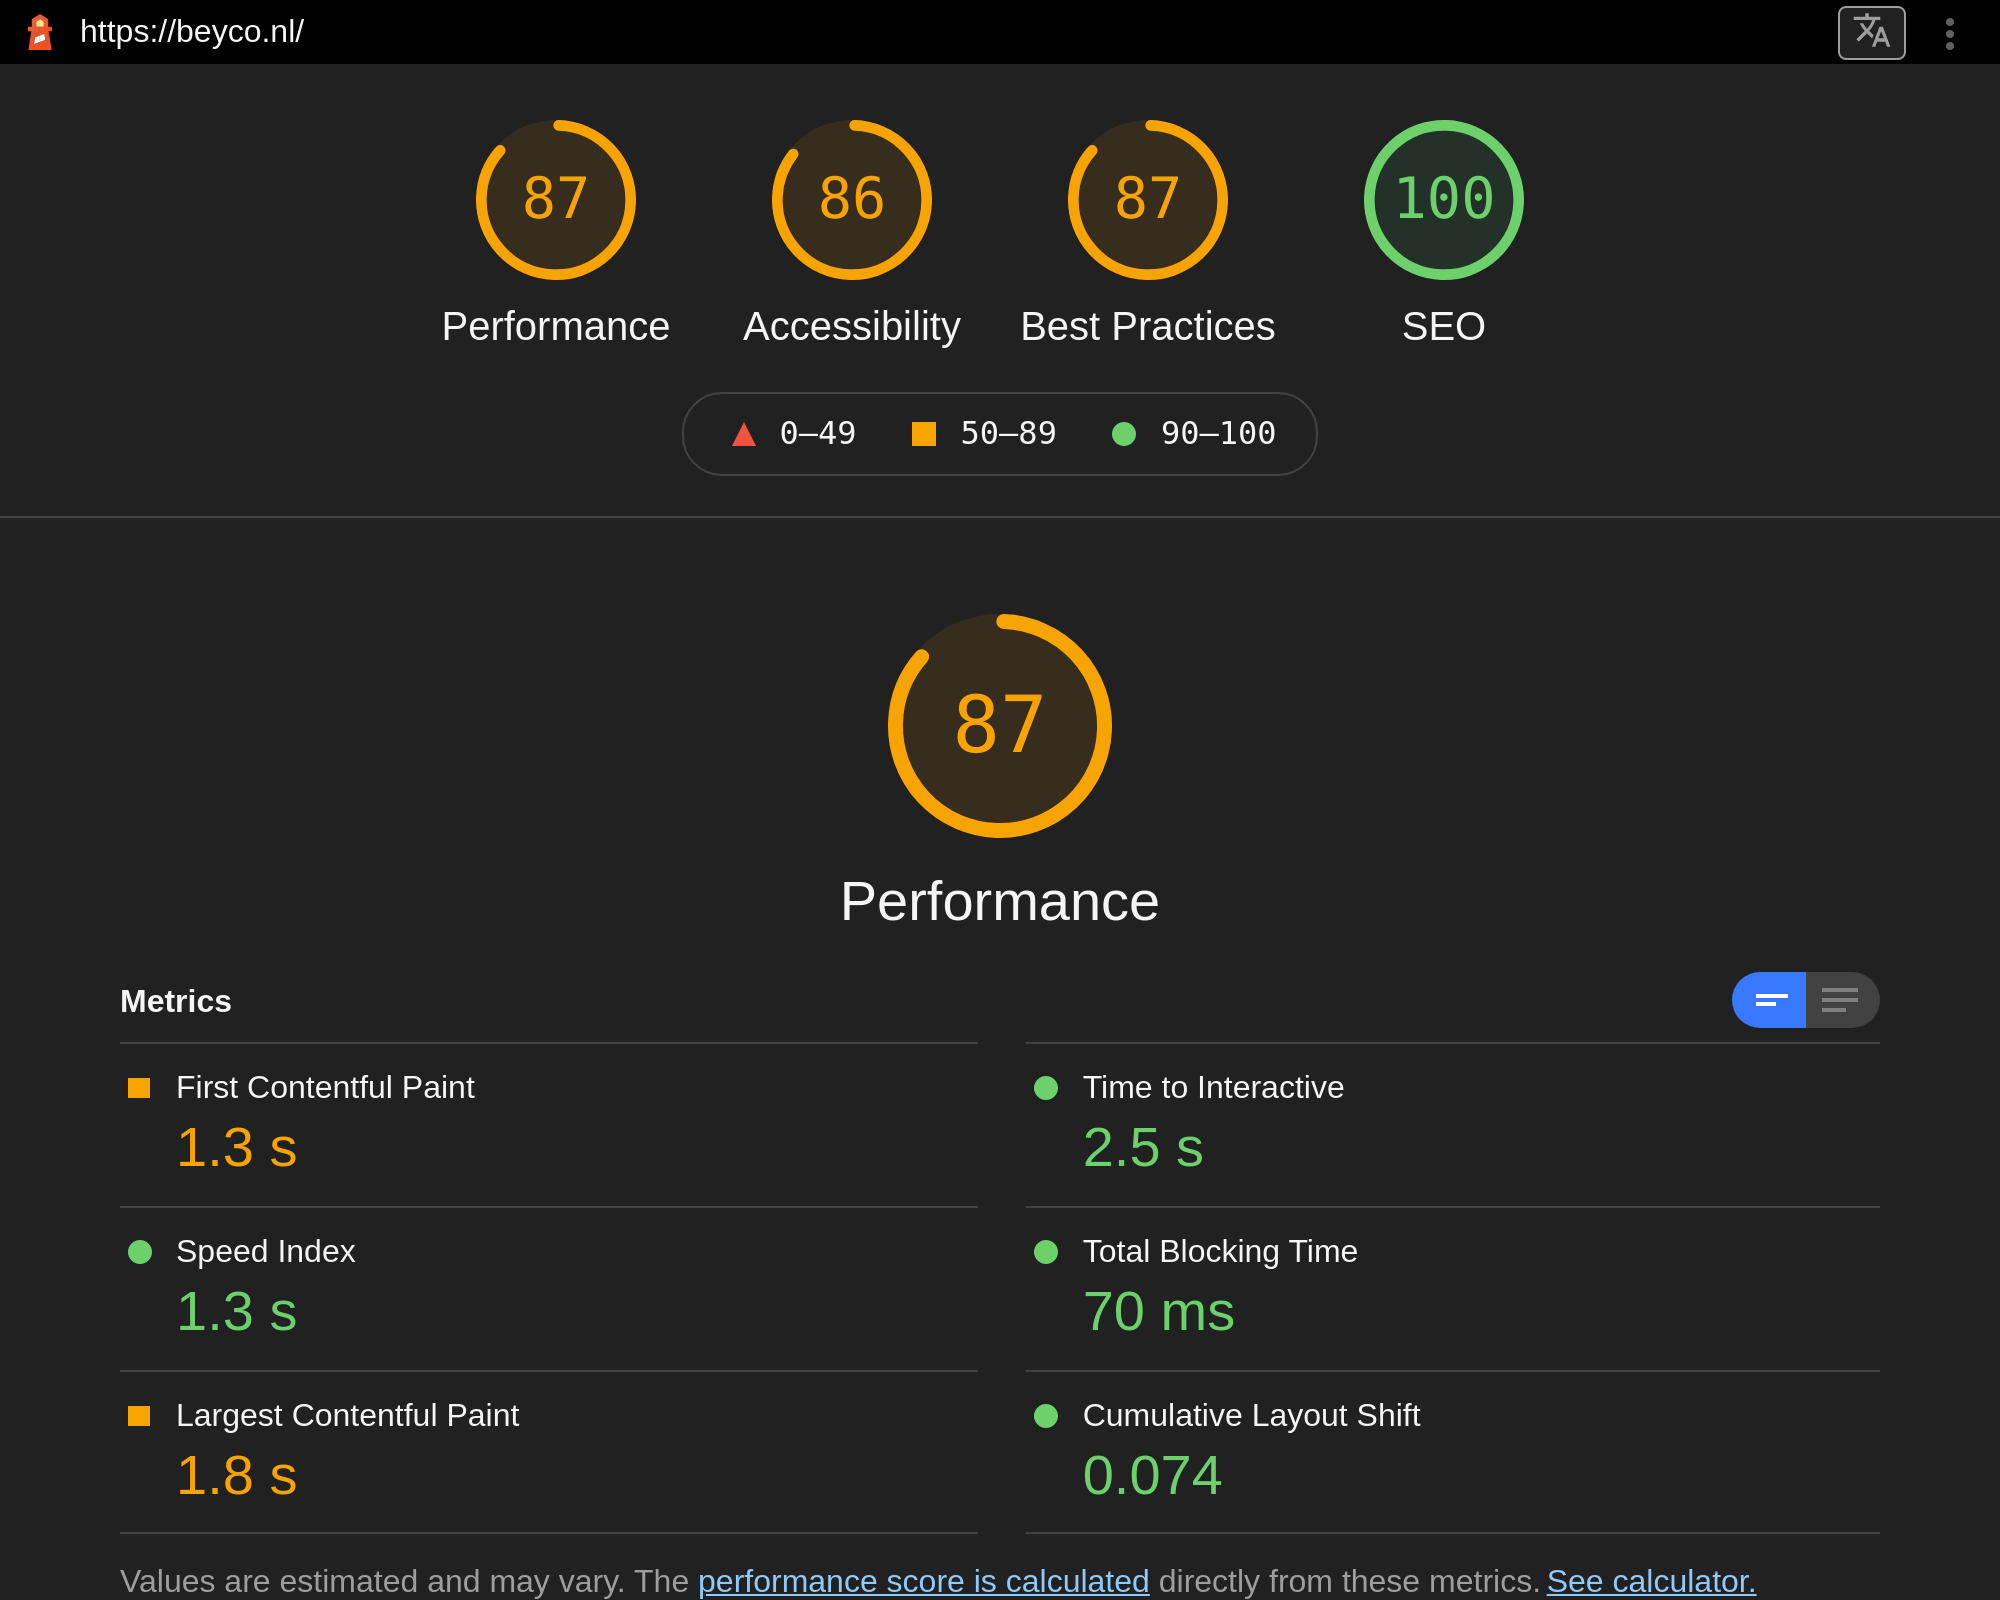 https://beyco.nl/
87 86 87 100
Performance Accessibility Best Practices SEO
0–49 50–89 90–100
87
Performance
Metrics
First Contentful Paint
1.3 s
Time to Interactive
2.5 s
Speed Index
1.3 s
Total Blocking Time
70 ms
Largest Contentful Paint
1.8 s
Cumulative Layout Shift
0.074
Values are estimated and may vary. The performance score is calculated directly from these metrics. See calculator.